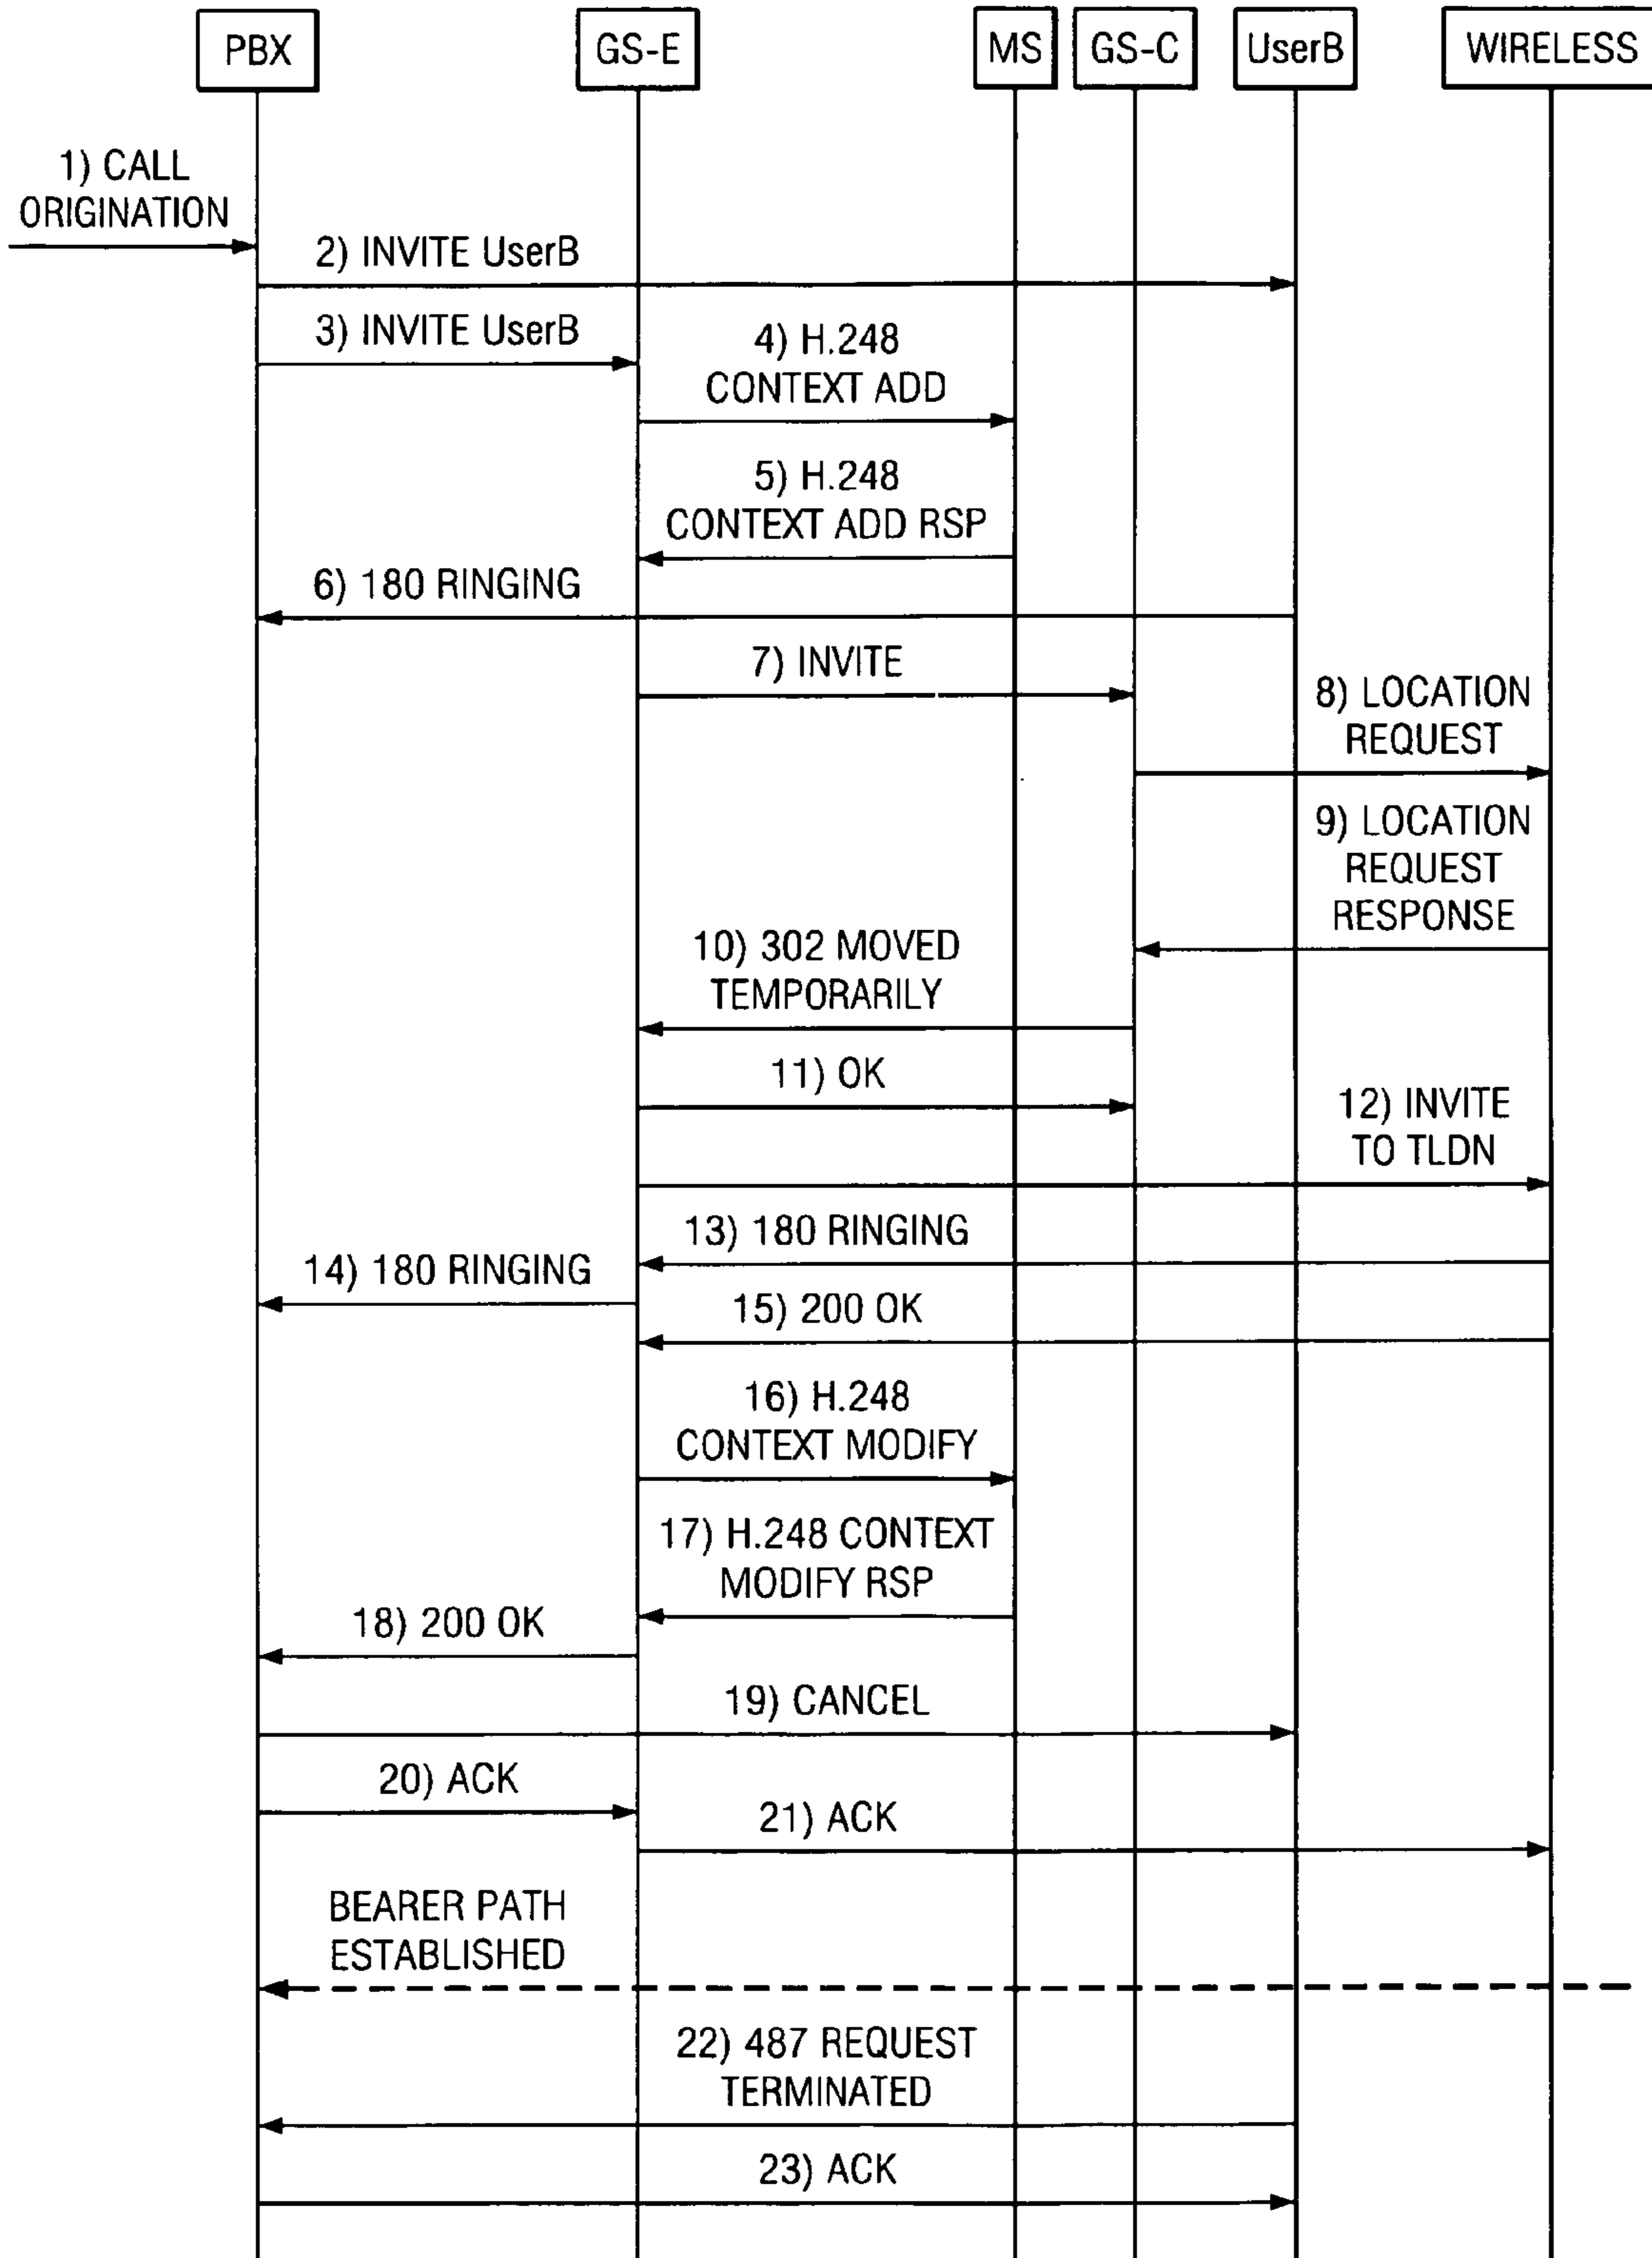 PBX
GS-E
MS
GS-C
UserB
WIRELESS
1) CALL
ORIGINATION
2) INVITE UserB
3) INVITE UserB
4) H.248
CONTEXT ADD
5) H.248
CONTEXT ADD RSP
6) 180 RINGING
7) INVITE
8) LOCATION
REQUEST
9) LOCATION
REQUEST
RESPONSE
10) 302 MOVED
TEMPORARILY
11) OK
12) INVITE
TO TLDN
13) 180 RINGING
14) 180 RINGING
15) 200 OK
16) H.248
CONTEXT MODIFY
17) H.248 CONTEXT
MODIFY RSP
18) 200 OK
19) CANCEL
20) ACK
21) ACK
BEARER PATH
ESTABLISHED
22) 487 REQUEST
TERMINATED
23) ACK